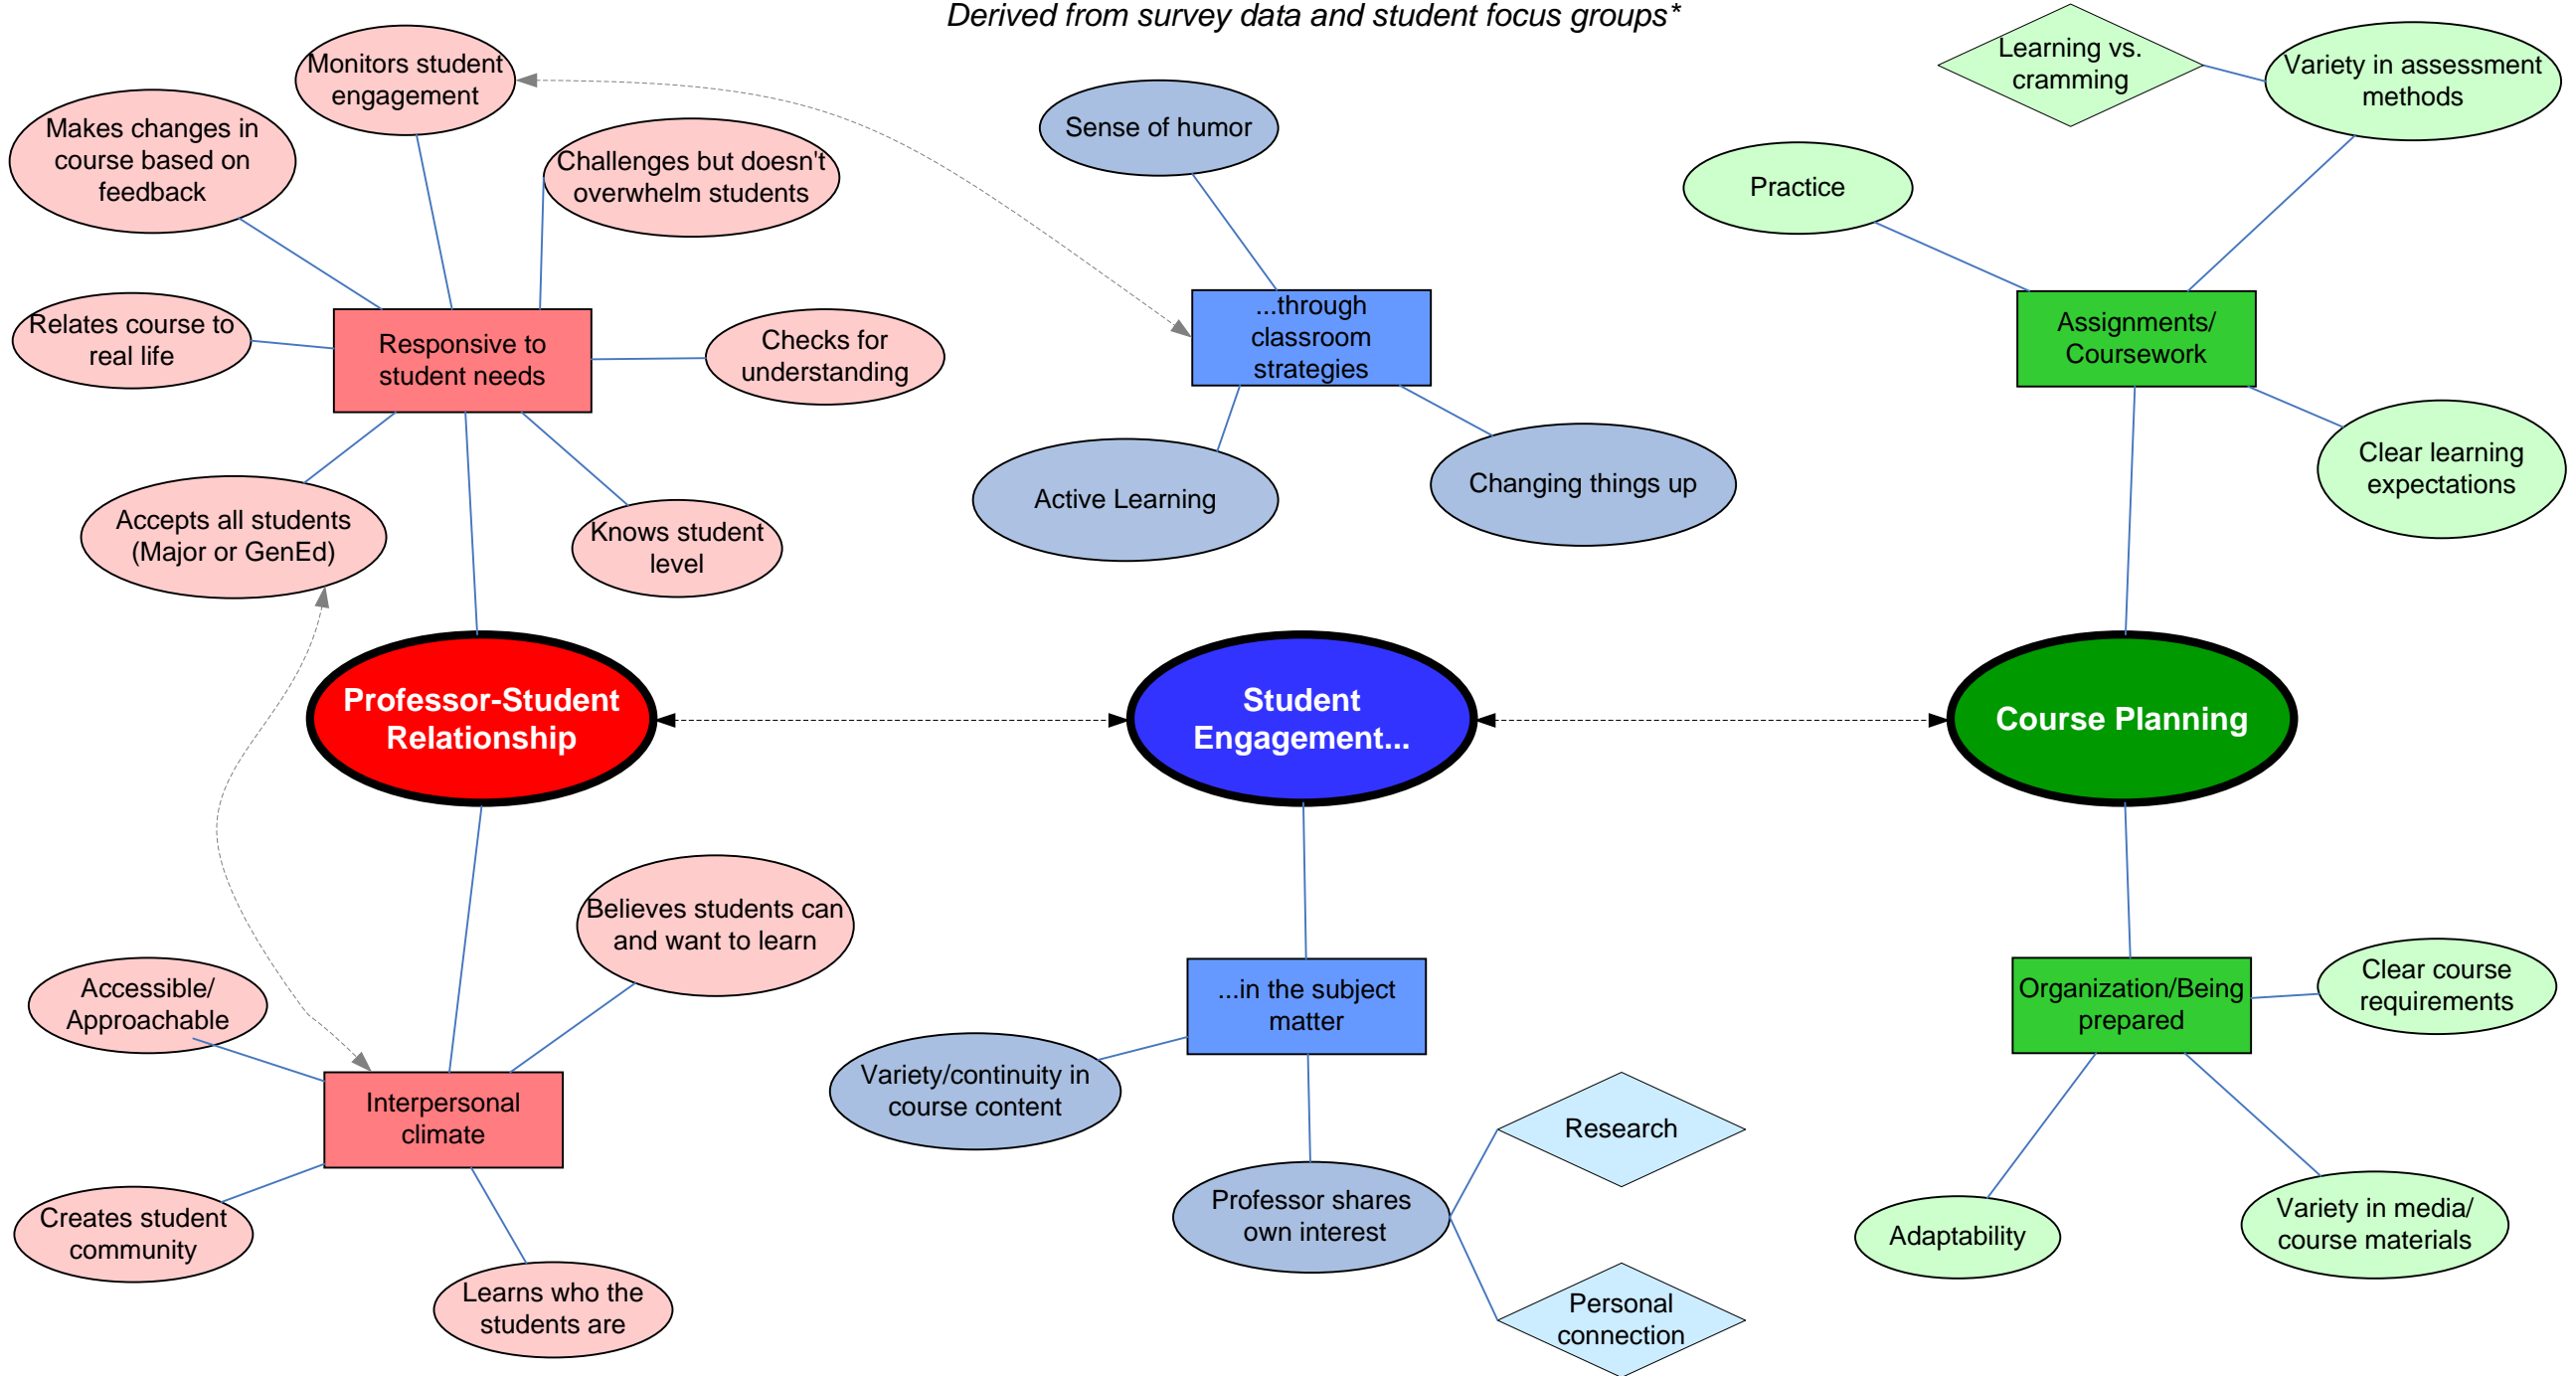 Derived from survey data and student focus groups*
Monitors student
engagement
Makes changes in
course based on
feedback
Challenges but doesn't
overwhelm students
Relates course to
real life
Responsive to
student needs
Checks for
understanding
Accepts all students
(Major or GenEd)
Knows student
level
Professor-Student
Relationship
Believes students can
and want to learn
Accessible/
Approachable
Interpersonal
climate
Creates student
community
Learns who the
students are
Sense of humor
...through
classroom
strategies
Active Learning
Changing things up
Student
Engagement...
...in the subject
matter
Variety/continuity in
course content
Professor shares
own interest
Research
Personal
connection
Learning vs.
cramming
Variety in assessment
methods
Practice
Assignments/
Coursework
Clear learning
expectations
Course Planning
Organization/Being
prepared
Clear course
requirements
Adaptability
Variety in media/
course materials